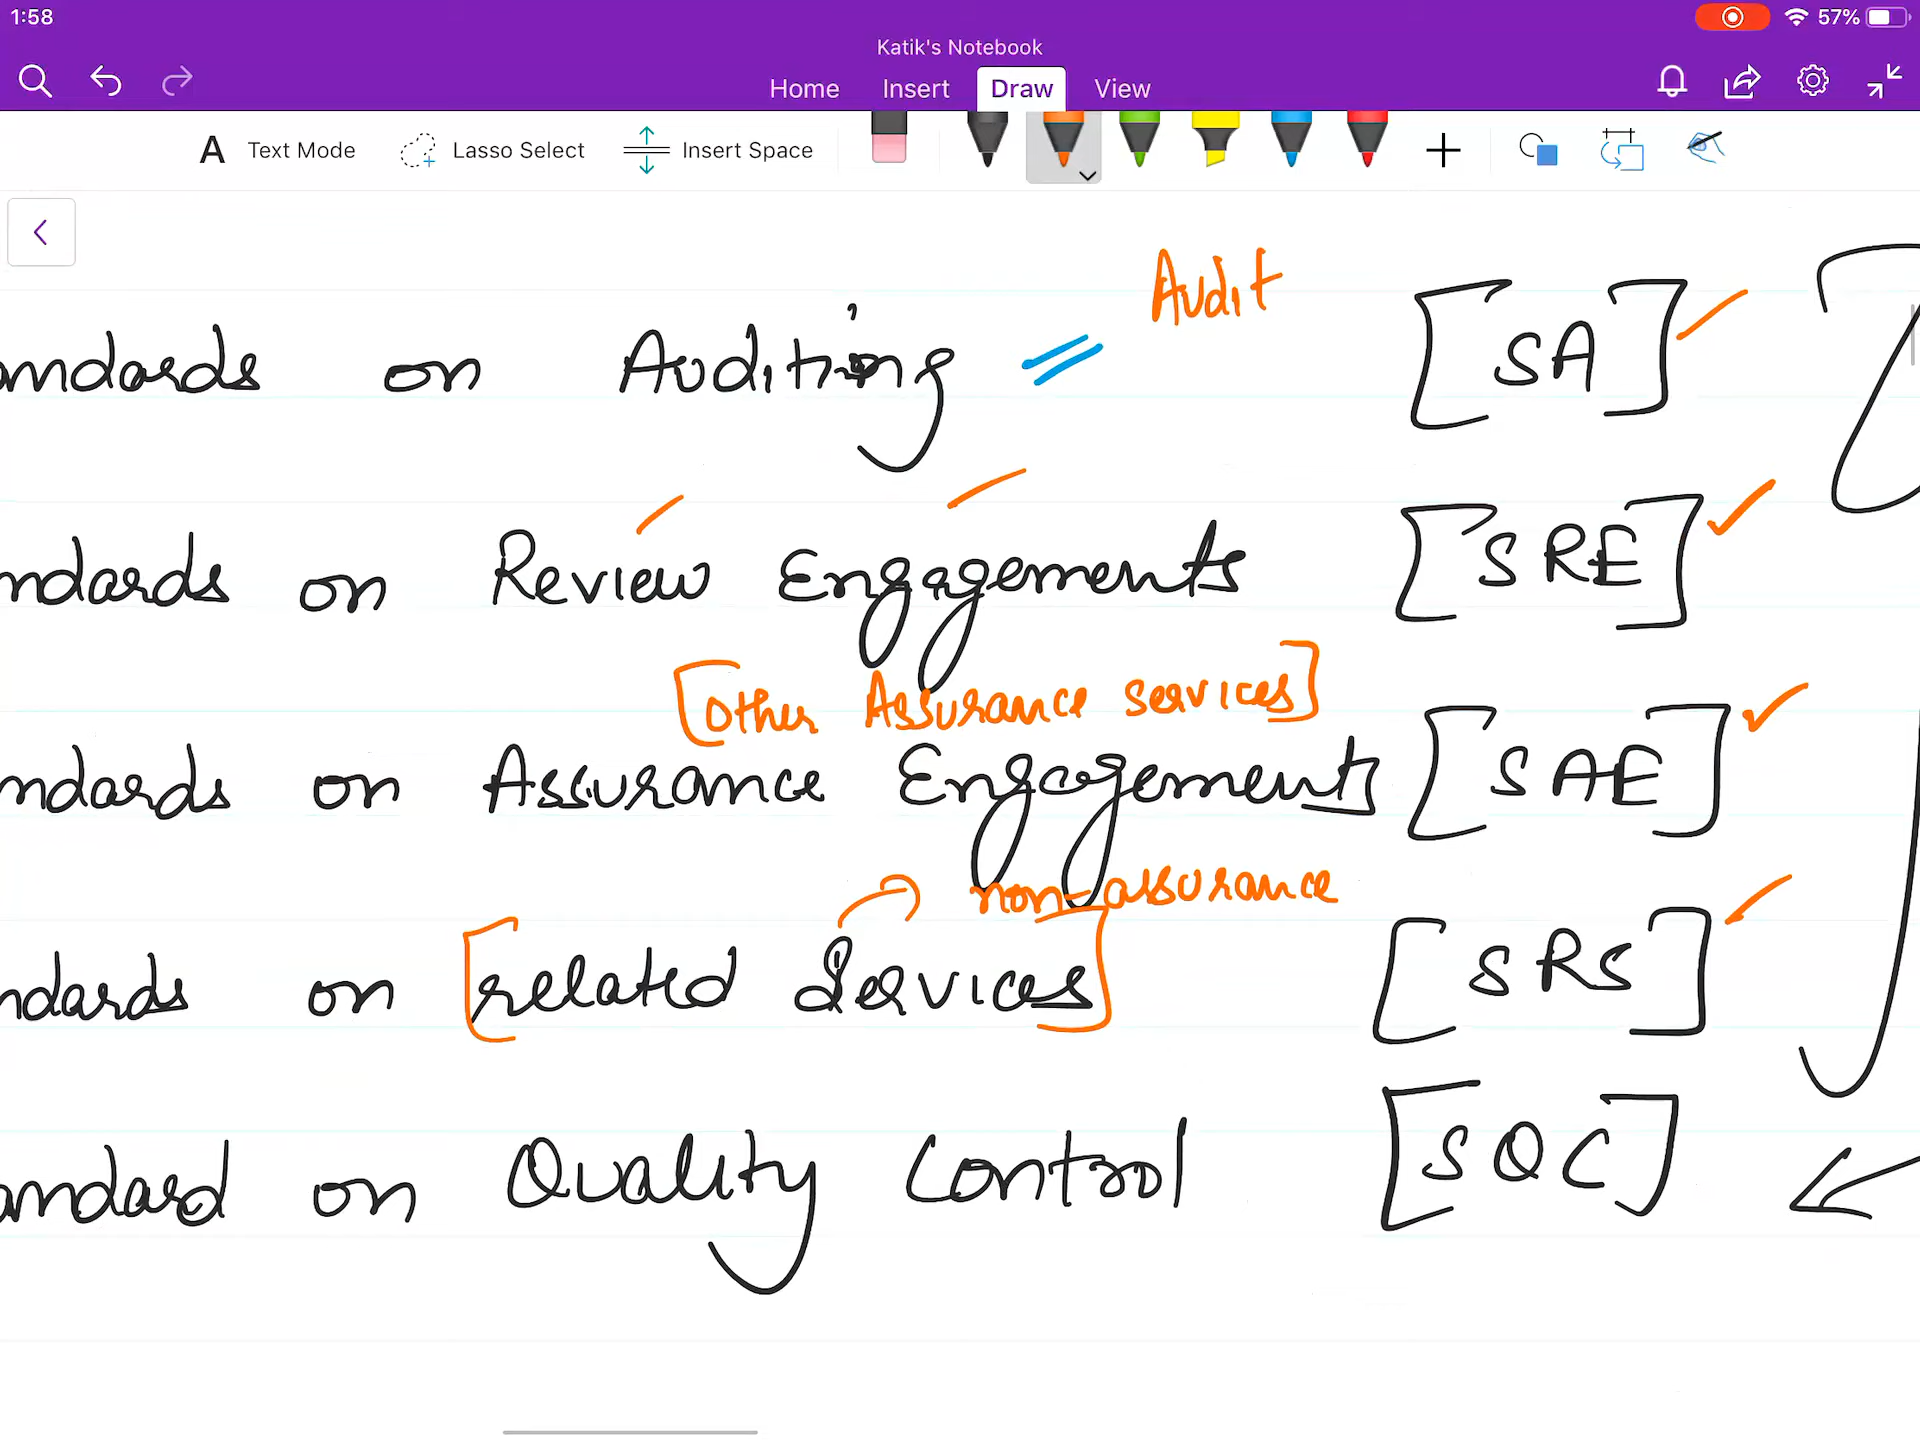 1:58
57%
Katik's Notebook
Home Insert Draw View
A Text Mode Lasso Select Insert Space
Audit
andards on Auditing [SA]
ndards on Review Engagements [SRE]
[other Assurance services]
ndards on Assurance Engagements [SAE]
non-assurance
ndards on [related Services] [SRS]
andard on Quality Control [SQC]